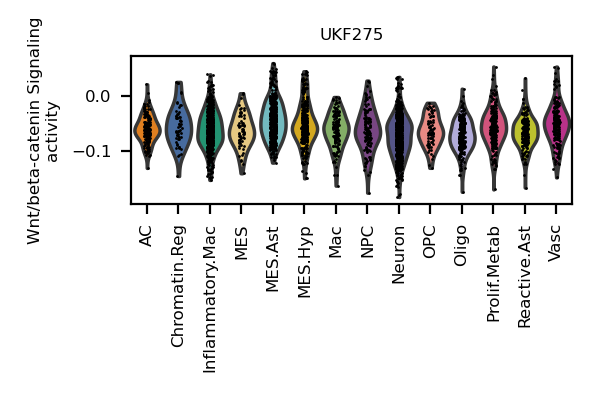 UKF275
Wnt/beta-catenin Signaling
activity
0.0
−0.1
AC
Chromatin.Reg
Inflammatory.Mac
MES
MES.Ast
MES.Hyp
Mac
NPC
Neuron
OPC
Oligo
Prolif.Metab
Reactive.Ast
Vasc